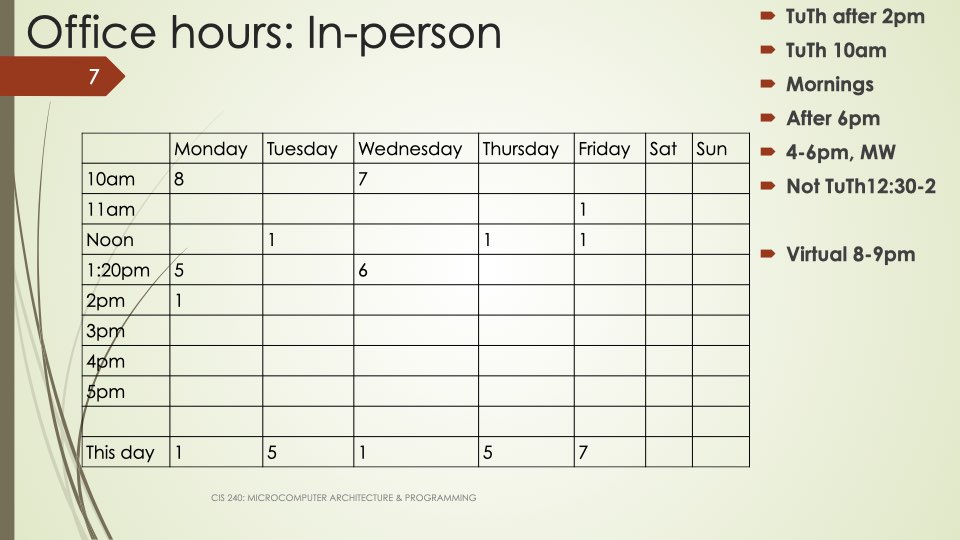 Office hours: In-person
7
TuTh after 2pm
TuTh 10am
Mornings
After 6pm
4-6pm, MW
Not TuTh12:30-2
Virtual 8-9pm
Monday Tuesday Wednesday Thursday Friday Sat Sun
10am 8 7
11am 1
Noon 1 1 1
1:20pm 5 6
2pm 1
3pm
4pm
5pm
This day 1 5 1 5 7
CIS 240: MICROCOMPUTER ARCHITECTURE & PROGRAMMING